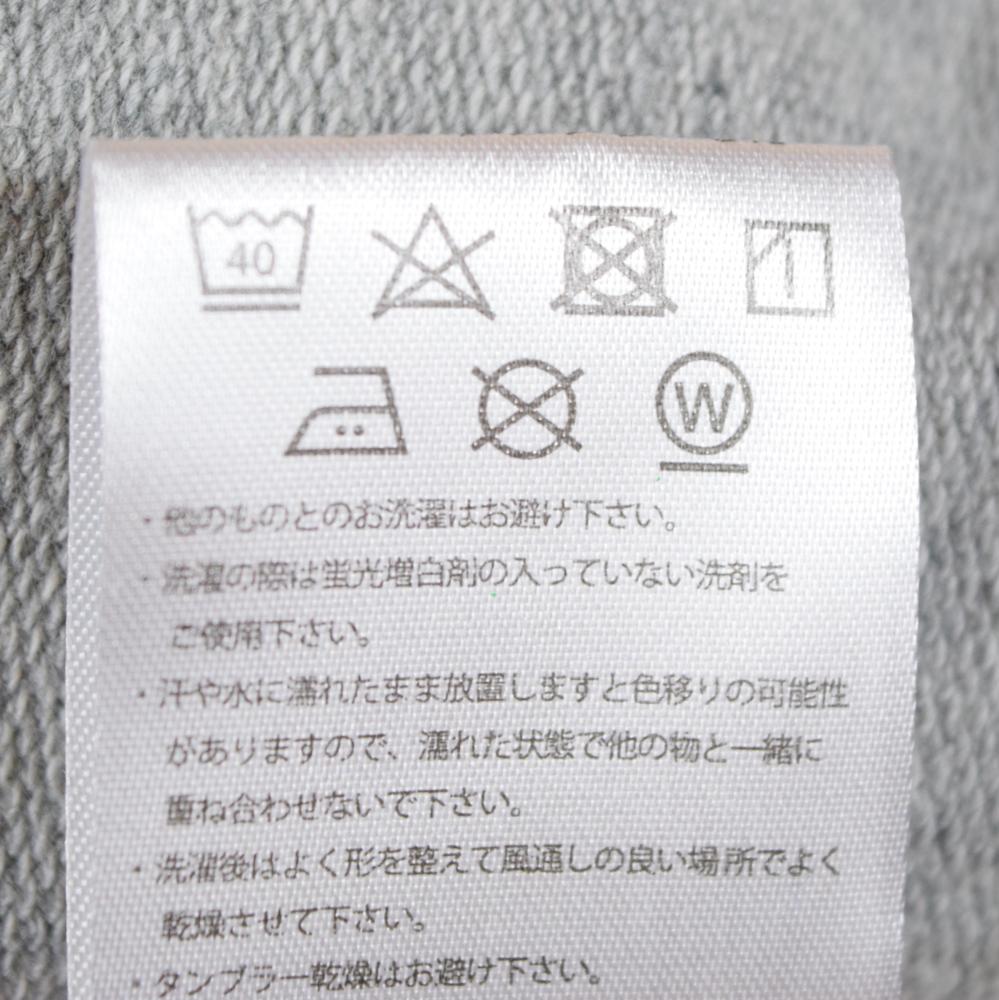 40
W
・他のものとのお洗濯はお避け下さい。
・洗濯の際は蛍光増白剤の入っていない洗剤を
ご使用下さい。
・汗や水に濡れたまま放置しますと色移りの可能性
がありますので、濡れた状態で他の物と一緒に
重ね合わせないで下さい。
・洗濯後はよく形を整えて風通しの良い場所でよく
乾燥させて下さい。
・タンブラー乾燥はお避け下さい。